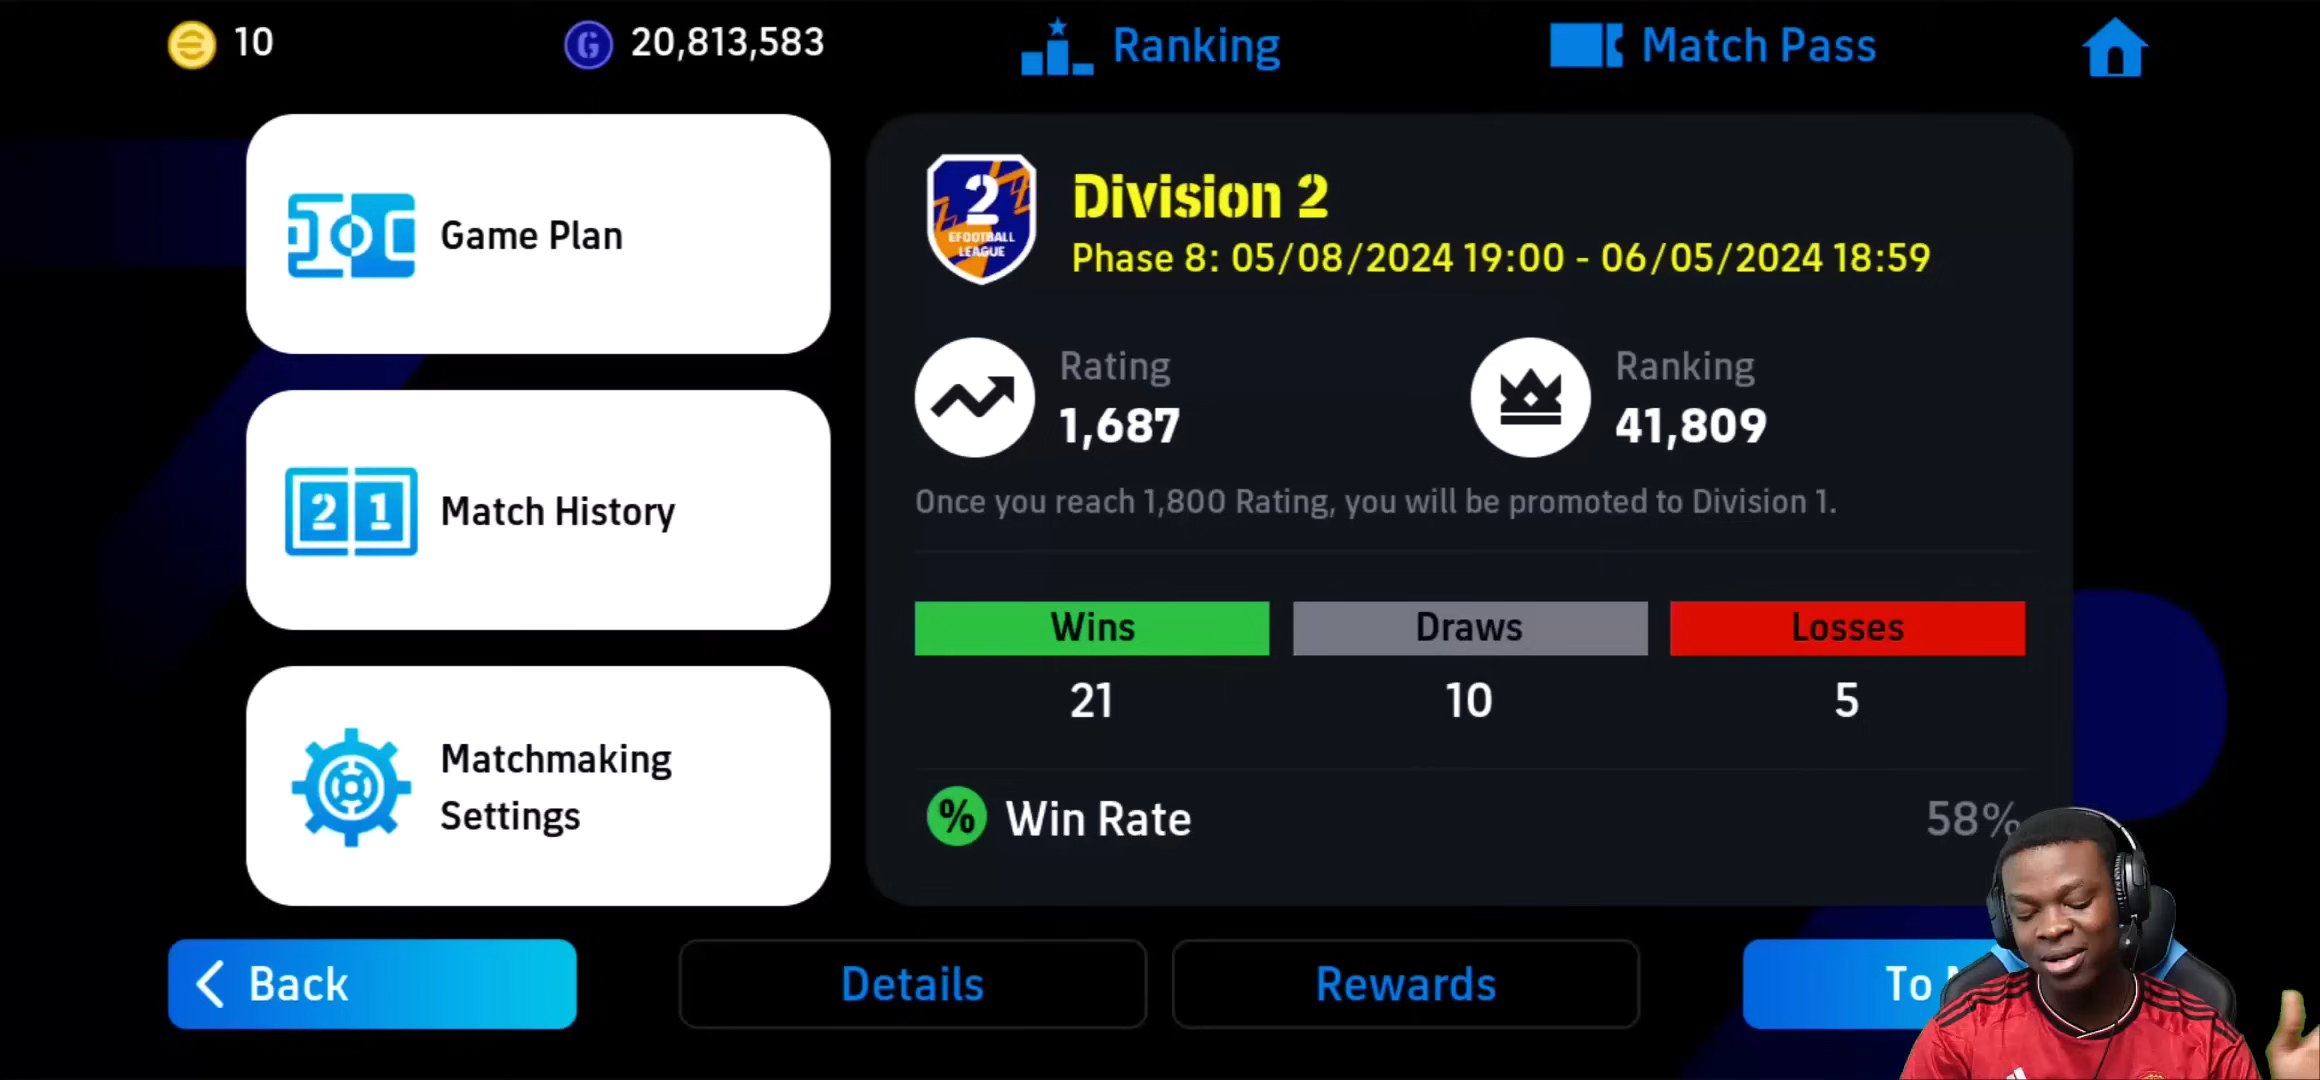 10
20,813,583
Ranking
Match Pass
Game Plan
Match History
2 1
Matchmaking
Settings
2
EFOOTBALL
LEAGUE
Division 2
Phase 8: 05/08/2024 19:00 - 06/05/2024 18:59
Rating
1,687
Ranking
41,809
Once you reach 1,800 Rating, you will be promoted to Division 1.
Wins
Draws
Losses
21
10
5
% Win Rate
58%
Back
Details
Rewards
To